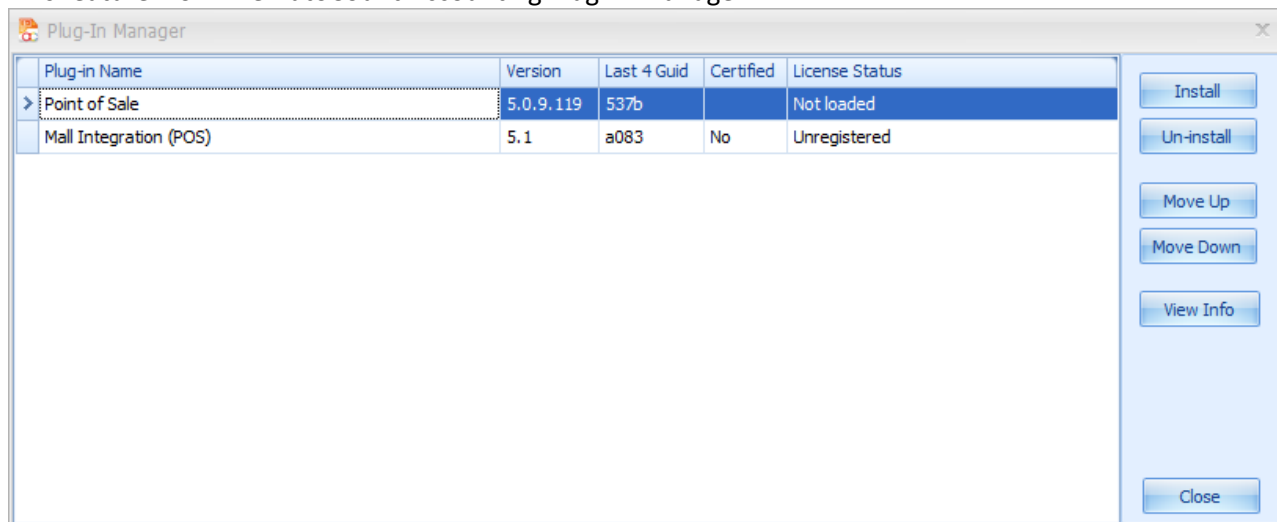 Plug-In Manager
Plug-in Name Version Last 4 Guid Certified License Status
Point of Sale 5.0.9.119 537b Not loaded
Mall Integration (POS) 5.1 a083 No Unregistered
Install
Un-install
Move Up
Move Down
View Info
Close